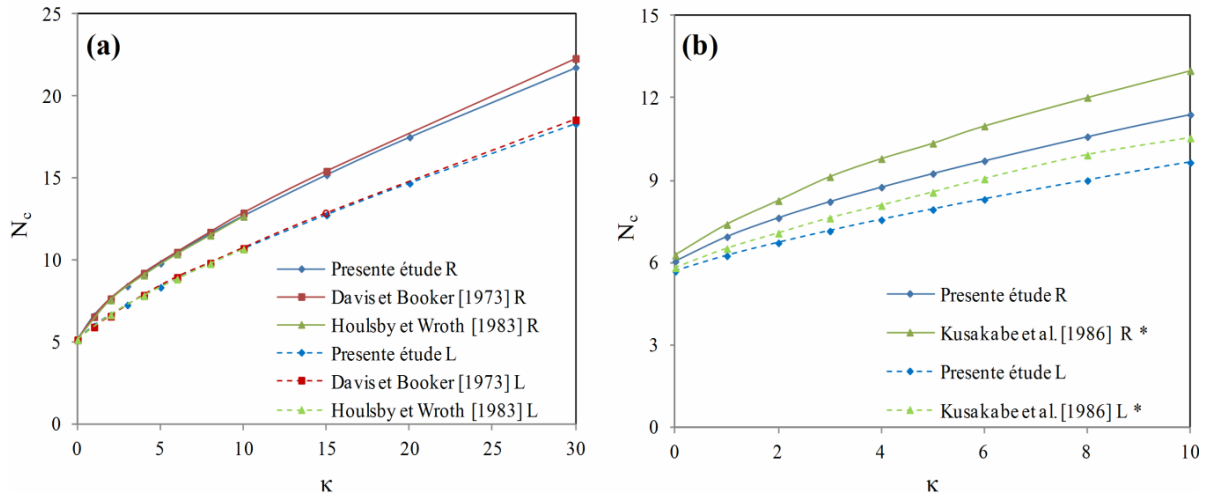 (a)
25
20
15
10
5
0
N_c
0 5 10 15 20 25 30
κ
Presente étude R
Davis et Booker [1973] R
Houlsby et Wroth [1983] R
Presente étude L
Davis et Booker [1973] L
Houlsby et Wroth [1983] L
(b)
15
12
9
6
3
0
N_c
0 2 4 6 8 10
κ
Presente étude R
Kusakabe et al. [1986] R *
Presente étude L
Kusakabe et al. [1986] L *